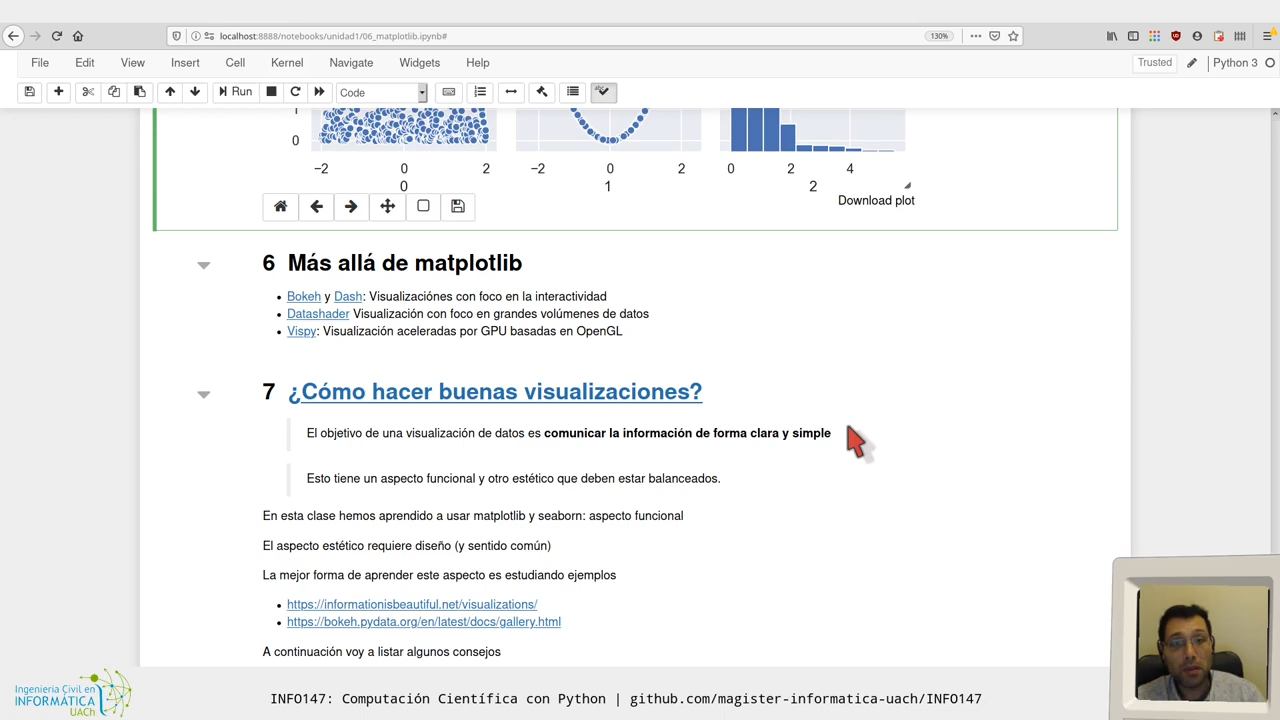 localhost:8888/notebooks/unidad1/06_matplotlib.ipynb#
130%
File Edit View Insert Cell Kernel Navigate Widgets Help
Trusted Python 3
Run Code
1
0
−2 0 2 −2 0 2 0 2 4
0 1 2
Download plot
6 Más allá de matplotlib
Bokeh y Dash: Visualizaciónes con foco en la interactividad
Datashader Visualización con foco en grandes volúmenes de datos
Vispy: Visualización aceleradas por GPU basadas en OpenGL
7 ¿Cómo hacer buenas visualizaciones?
El objetivo de una visualización de datos es comunicar la información de forma clara y simple
Esto tiene un aspecto funcional y otro estético que deben estar balanceados.
En esta clase hemos aprendido a usar matplotlib y seaborn: aspecto funcional
El aspecto estético requiere diseño (y sentido común)
La mejor forma de aprender este aspecto es estudiando ejemplos
https://informationisbeautiful.net/visualizations/
https://bokeh.pydata.org/en/latest/docs/gallery.html
A continuación voy a listar algunos consejos
Ingeniería Civil en
INFORMÁTICA
UACh
INFO147: Computación Científica con Python | github.com/magister-informatica-uach/INFO147